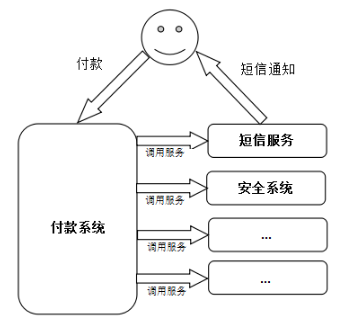 付款
短信通知
短信服务
调用服务
安全系统
调用服务
付款系统
...
调用服务
...
调用服务